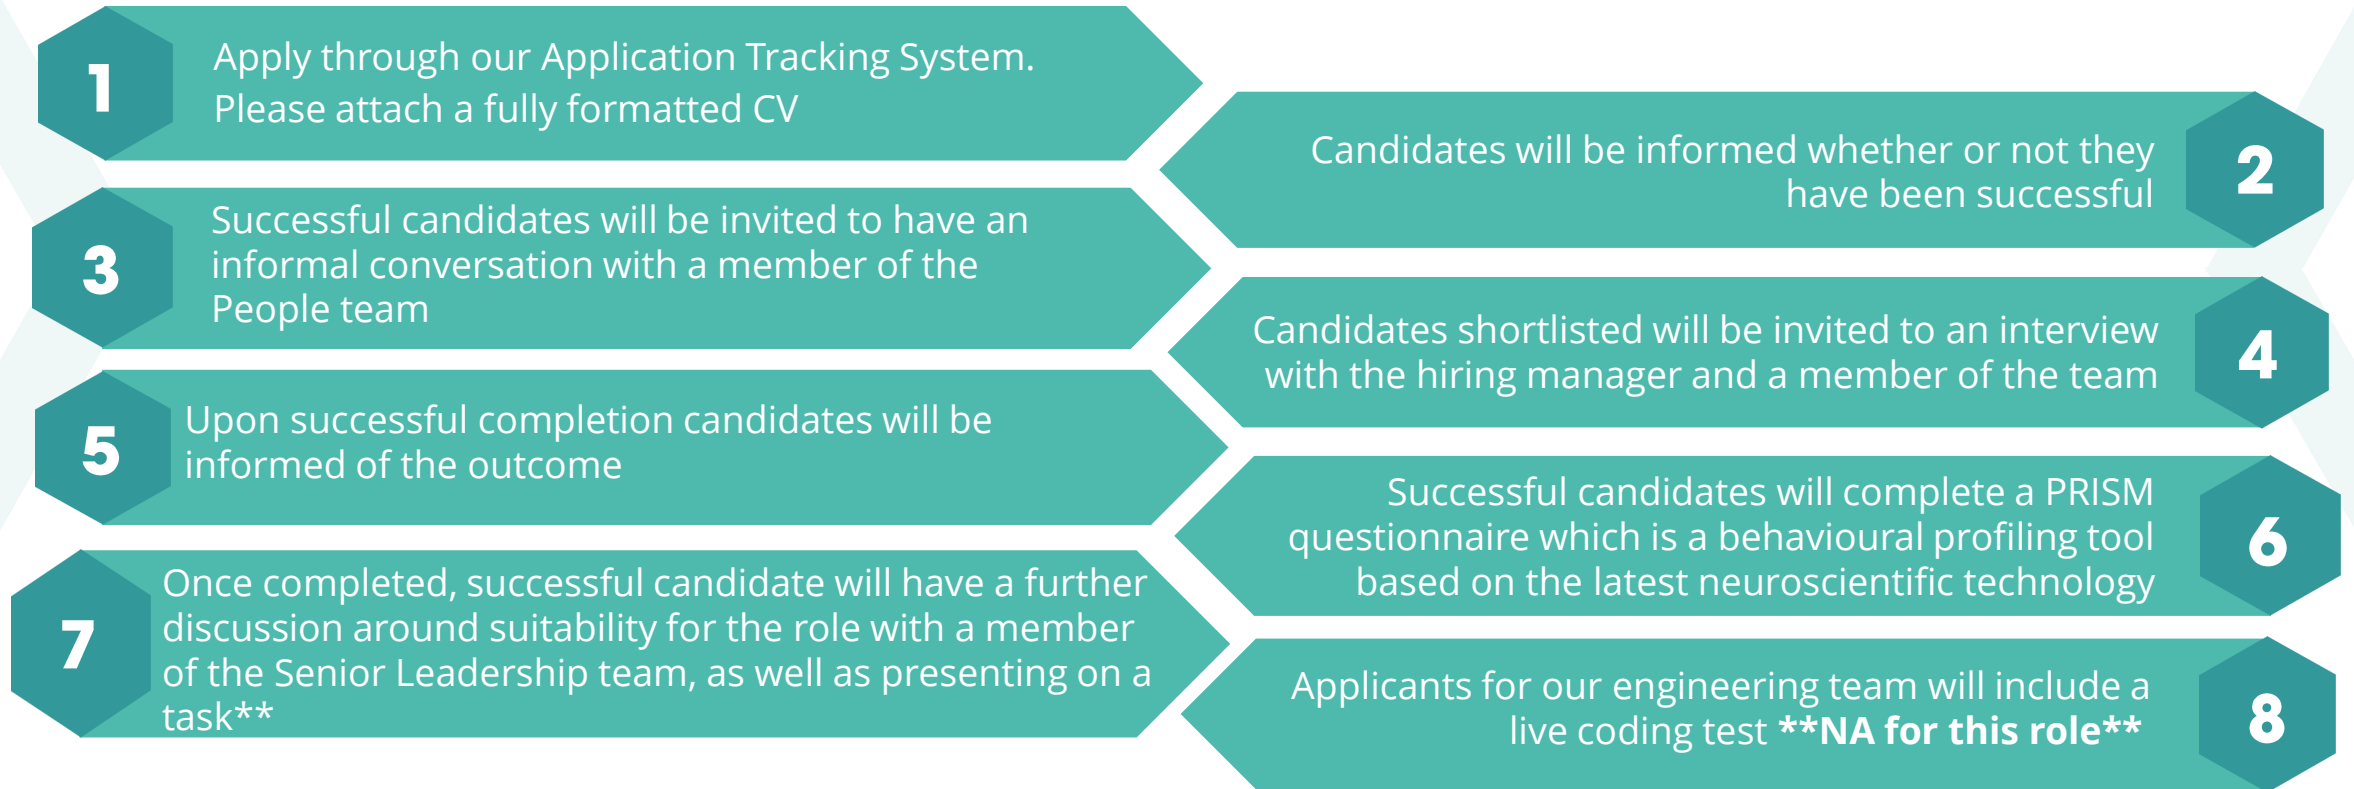 1
Apply through our Application Tracking System.
Please attach a fully formatted CV
2
Candidates will be informed whether or not they
have been successful
3
Successful candidates will be invited to have an
informal conversation with a member of the
People team
4
Candidates shortlisted will be invited to an interview
with the hiring manager and a member of the team
5
Upon successful completion candidates will be
informed of the outcome
6
Successful candidates will complete a PRISM
questionnaire which is a behavioural profiling tool
based on the latest neuroscientific technology
7
Once completed, successful candidate will have a further
discussion around suitability for the role with a member
of the Senior Leadership team, as well as presenting on a
task**
8
Applicants for our engineering team will include a
live coding test **NA for this role**